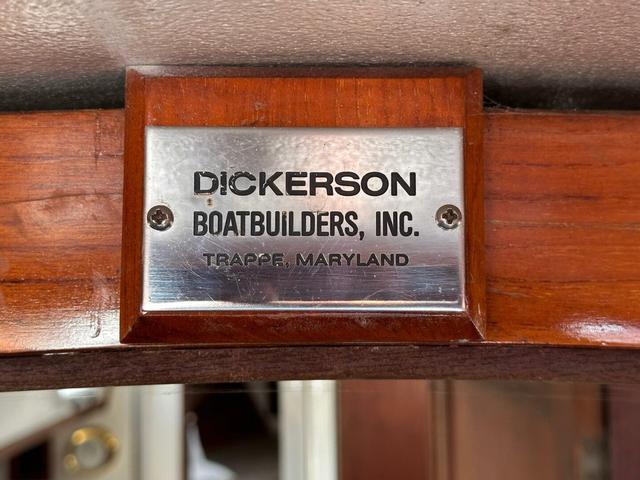 DICKERSON
BOATBUILDERS, INC.
TRAPPE, MARYLAND